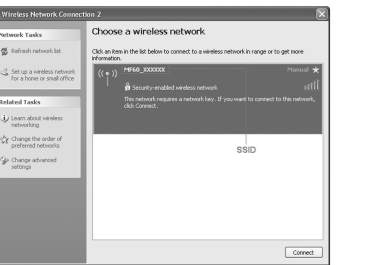 Wireless Network Connection 2
Network Tasks
Refresh network list
Set up a wireless network
for a home or small office
Related Tasks
Learn about wireless
networking
Change the order of
preferred networks
Change advanced
settings
Choose a wireless network
Click an item in the list below to connect to a wireless network in range or to get more
information.
MF60_XXXXXX
Manual
Security-enabled wireless network
This network requires a network key. If you want to connect to this network,
click Connect.
SSID
Connect